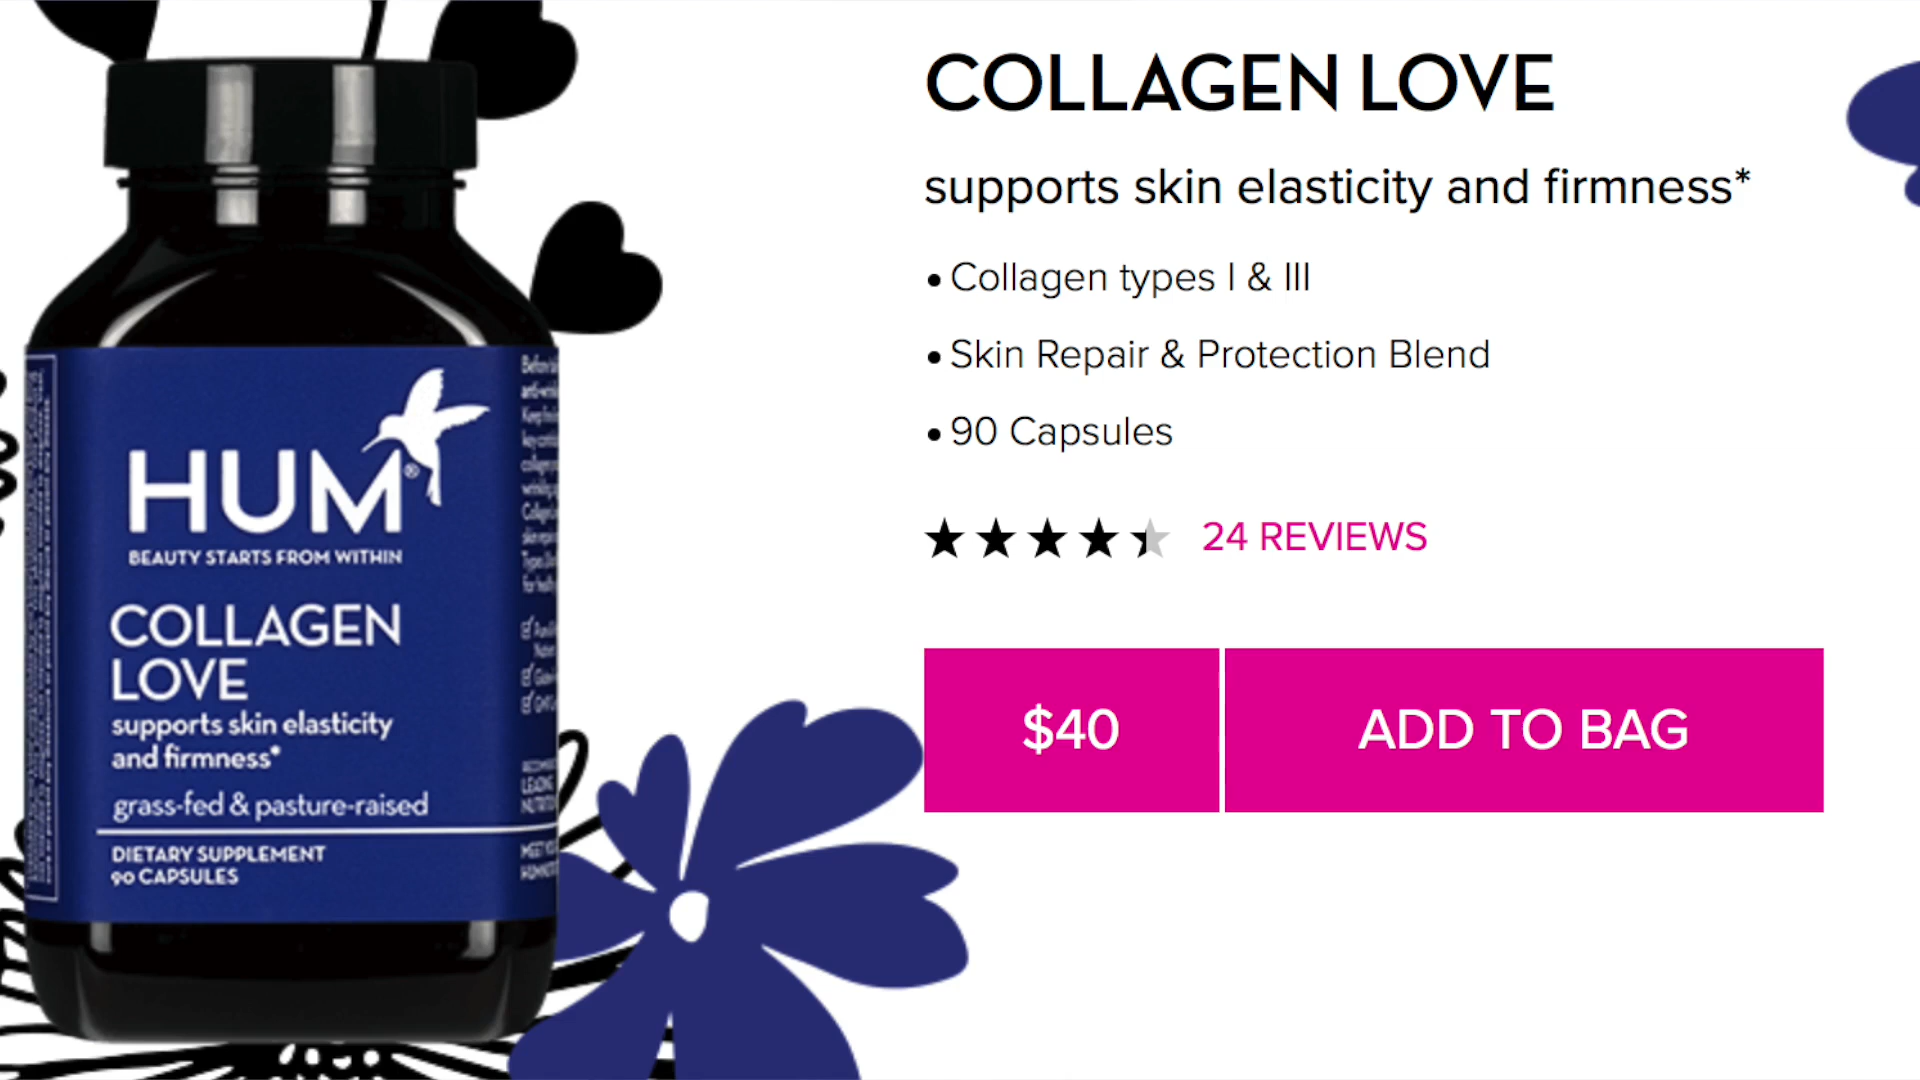 HUM®
BEAUTY STARTS FROM WITHIN
COLLAGEN
LOVE
supports skin elasticity
and firmness*
grass-fed & pasture-raised
DIETARY SUPPLEMENT
90 CAPSULES
COLLAGEN LOVE
supports skin elasticity and firmness*
• Collagen types I & III
• Skin Repair & Protection Blend
• 90 Capsules
24 REVIEWS
$40
ADD TO BAG